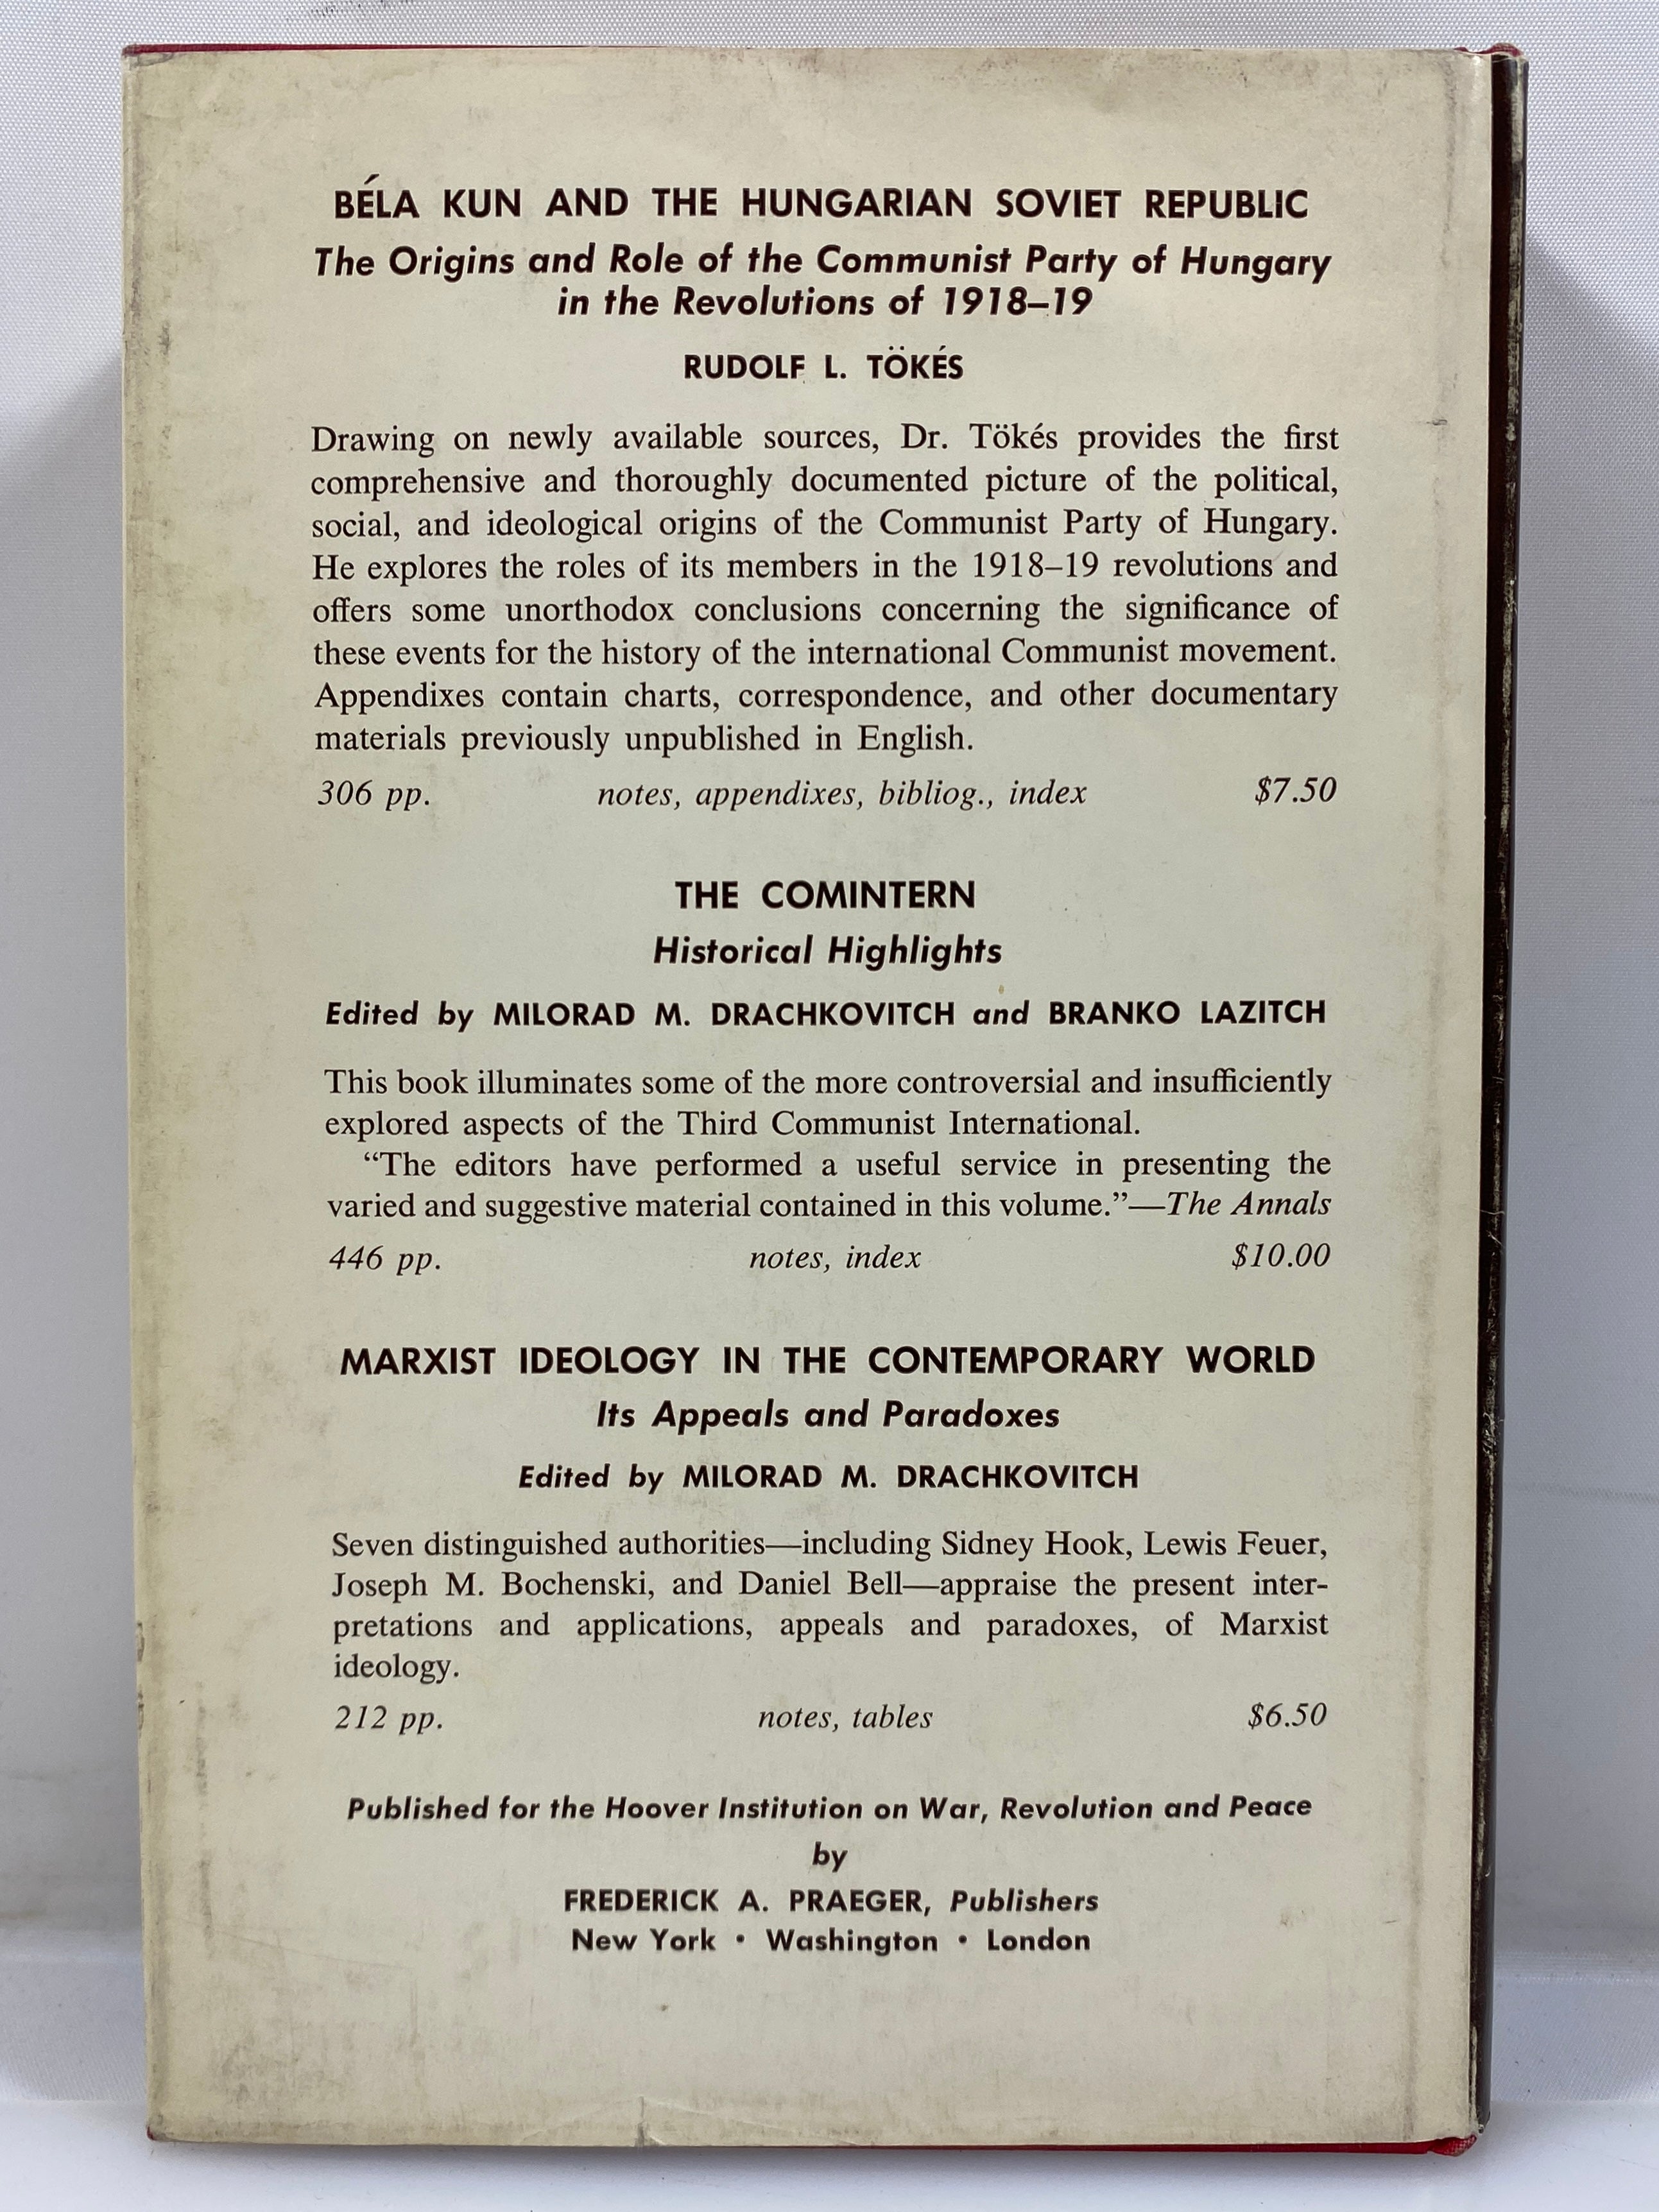 BÉLA KUN AND THE HUNGARIAN SOVIET REPUBLIC
The Origins and Role of the Communist Party of Hungary
in the Revolutions of 1918–19
RUDOLF L. TÖKÉS
Drawing on newly available sources, Dr. Tökés provides the first
comprehensive and thoroughly documented picture of the political,
social, and ideological origins of the Communist Party of Hungary.
He explores the roles of its members in the 1918–19 revolutions and
offers some unorthodox conclusions concerning the significance of
these events for the history of the international Communist movement.
Appendixes contain charts, correspondence, and other documentary
materials previously unpublished in English.
306 pp. notes, appendixes, bibliog., index $7.50
THE COMINTERN
Historical Highlights
Edited by MILORAD M. DRACHKOVITCH and BRANKO LAZITCH
This book illuminates some of the more controversial and insufficiently
explored aspects of the Third Communist International.
“The editors have performed a useful service in presenting the
varied and suggestive material contained in this volume.”—The Annals
446 pp. notes, index $10.00
MARXIST IDEOLOGY IN THE CONTEMPORARY WORLD
Its Appeals and Paradoxes
Edited by MILORAD M. DRACHKOVITCH
Seven distinguished authorities—including Sidney Hook, Lewis Feuer,
Joseph M. Bochenski, and Daniel Bell—appraise the present inter-
pretations and applications, appeals and paradoxes, of Marxist
ideology.
212 pp. notes, tables $6.50
Published for the Hoover Institution on War, Revolution and Peace
by
FREDERICK A. PRAEGER, Publishers
New York • Washington • London